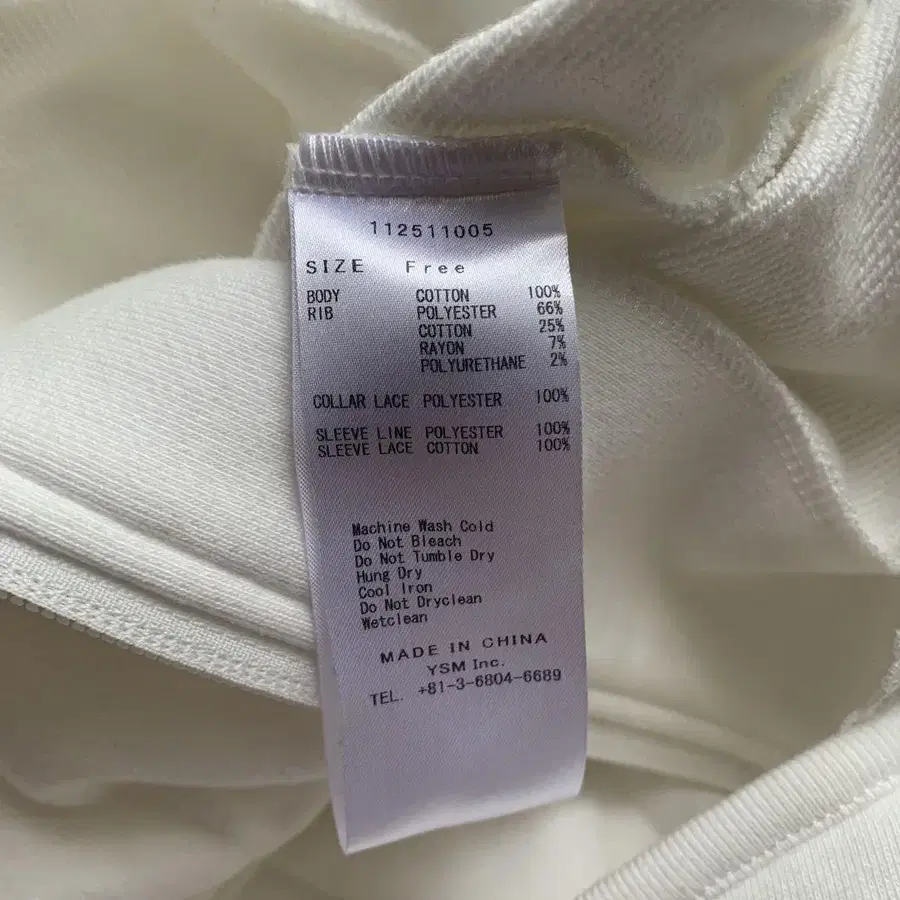 112511005
SIZE Free
BODY COTTON 100%
RIB POLYESTER 66%
COTTON 25%
RAYON 7%
POLYURETHANE 2%
COLLAR LACE POLYESTER 100%
SLEEVE LINE POLYESTER 100%
SLEEVE LACE COTTON 100%
Machine Wash Cold
Do Not Bleach
Do Not Tumble Dry
Hung Dry
Cool Iron
Do Not Dryclean
Wetclean
MADE IN CHINA
YSM Inc.
TEL. +81-3-6804-6689